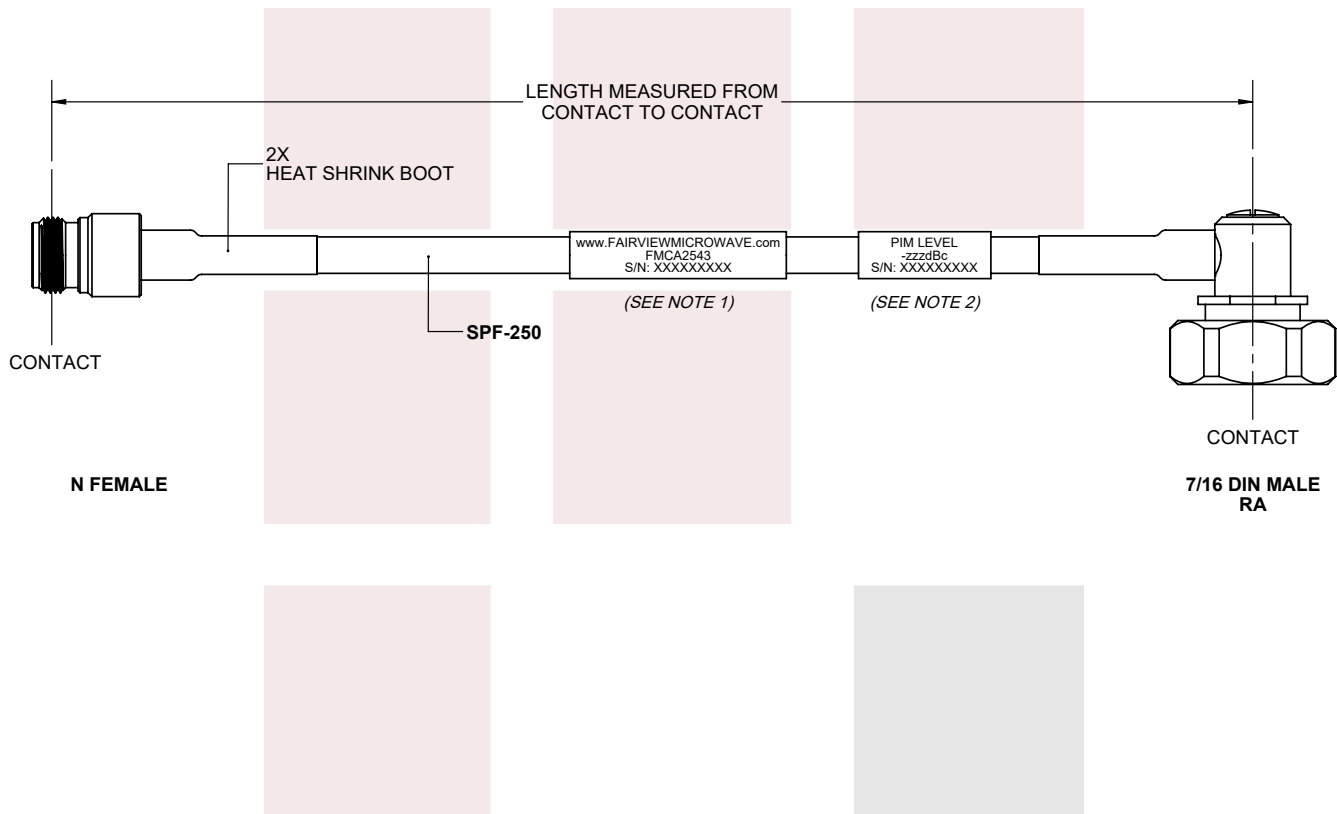 LENGTH MEASURED FROM
CONTACT TO CONTACT
2X
HEAT SHRINK BOOT
www.FAIRVIEWMICROWAVE.com
FMCA2543
S/N: XXXXXXXXX
PIM LEVEL
-zzzdBc
S/N: XXXXXXXXX
(SEE NOTE 1)
(SEE NOTE 2)
SPF-250
CONTACT
CONTACT
N FEMALE
7/16 DIN MALE
RA